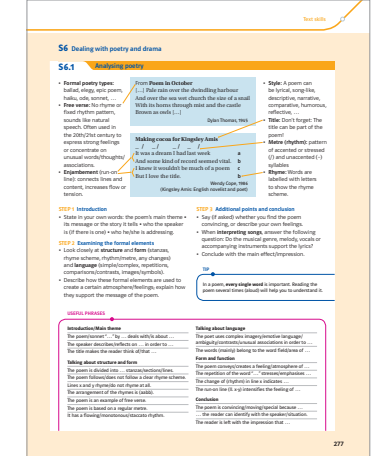 Text skills
S6 Dealing with poetry and drama
S6.1 Analysing poetry
• Formal poetry types:
ballad, elegy, epic poem,
haiku, ode, sonnet, …
• Free verse: No rhyme or
fixed rhythm pattern,
sounds like natural
speech. Often used in
the 20th/21st century to
express strong feelings
or concentrate on
unusual words/thoughts/
associations.
• Enjambement (run-on
line): connects lines and
content, increases flow or
tension.
From Poem in October
[…] Pale rain over the dwindling harbour
And over the sea wet church the size of a snail
With its horns through mist and the castle
Brown as owls […]
Dylan Thomas, 1945
Making cocoa for Kingsley Amis
_ / _/ _ / _ /
It was a dream I had last week a
And some kind of record seemed vital. b
I knew it wouldn't be much of a poem c
But I love the title. b
Wendy Cope, 1986
(Kingsley Amis: English novelist and poet)
• Style: A poem can
be lyrical, song-like,
descriptive, narrative,
comparative, humorous,
reflective, …
• Title: Don't forget: The
title can be part of the
poem!
• Metre (rhythm): pattern
of accented or stressed
(/) and unaccented (-)
syllables
• Rhyme: Words are
labelled with letters
to show the rhyme
scheme.
STEP 1 Introduction
• State in your own words: the poem's main theme •
its message or the story it tells • who the speaker
is (if there is one) • who he/she is addressing.
STEP 2 Examining the formal elements
• Look closely at structure and form (stanzas,
rhyme scheme, rhythm/metre, any changes)
and language (simple/complex, repetitions,
comparisons/contrasts, images/symbols).
• Describe how these formal elements are used to
create a certain atmosphere/feelings; explain how
they support the message of the poem.
STEP 3 Additional points and conclusion
• Say (if asked) whether you find the poem
convincing, or describe your own feelings.
• When interpreting songs, answer the following
question: Do the musical genre, melody, vocals or
accompanying instruments support the lyrics?
• Conclude with the main effect/impression.
TIP
In a poem, every single word is important. Reading the
poem several times (aloud) will help you to understand it.
USEFUL PHRASES
Introduction/Main theme
The poem/sonnet "…" by … deals with/is about …
The speaker describes/reflects on … in order to …
The title makes the reader think of/that …
Talking about structure and form
The poem is divided into … stanzas/sections/lines.
The poem follows/does not follow a clear rhyme scheme.
Lines x and y rhyme/do not rhyme at all.
The arrangement of the rhymes is (aabb).
The poem is an example of free verse.
The poem is based on a regular metre.
It has a flowing/monotonous/staccato rhythm.
Talking about language
The poet uses complex imagery/emotive language/
ambiguity/contrasts/unusual associations in order to …
The words (mainly) belong to the word field/area of …
Form and function
The poem conveys/creates a feeling/atmosphere of …
The repetition of the word "…" stresses/emphasises …
The change of (rhythm) in line x indicates …
The run-on line (ll. x-y) intensifies the feeling of …
Conclusion
The poem is convincing/moving/special because …
… the reader can identify with the speaker/situation.
The reader is left with the impression that …
277